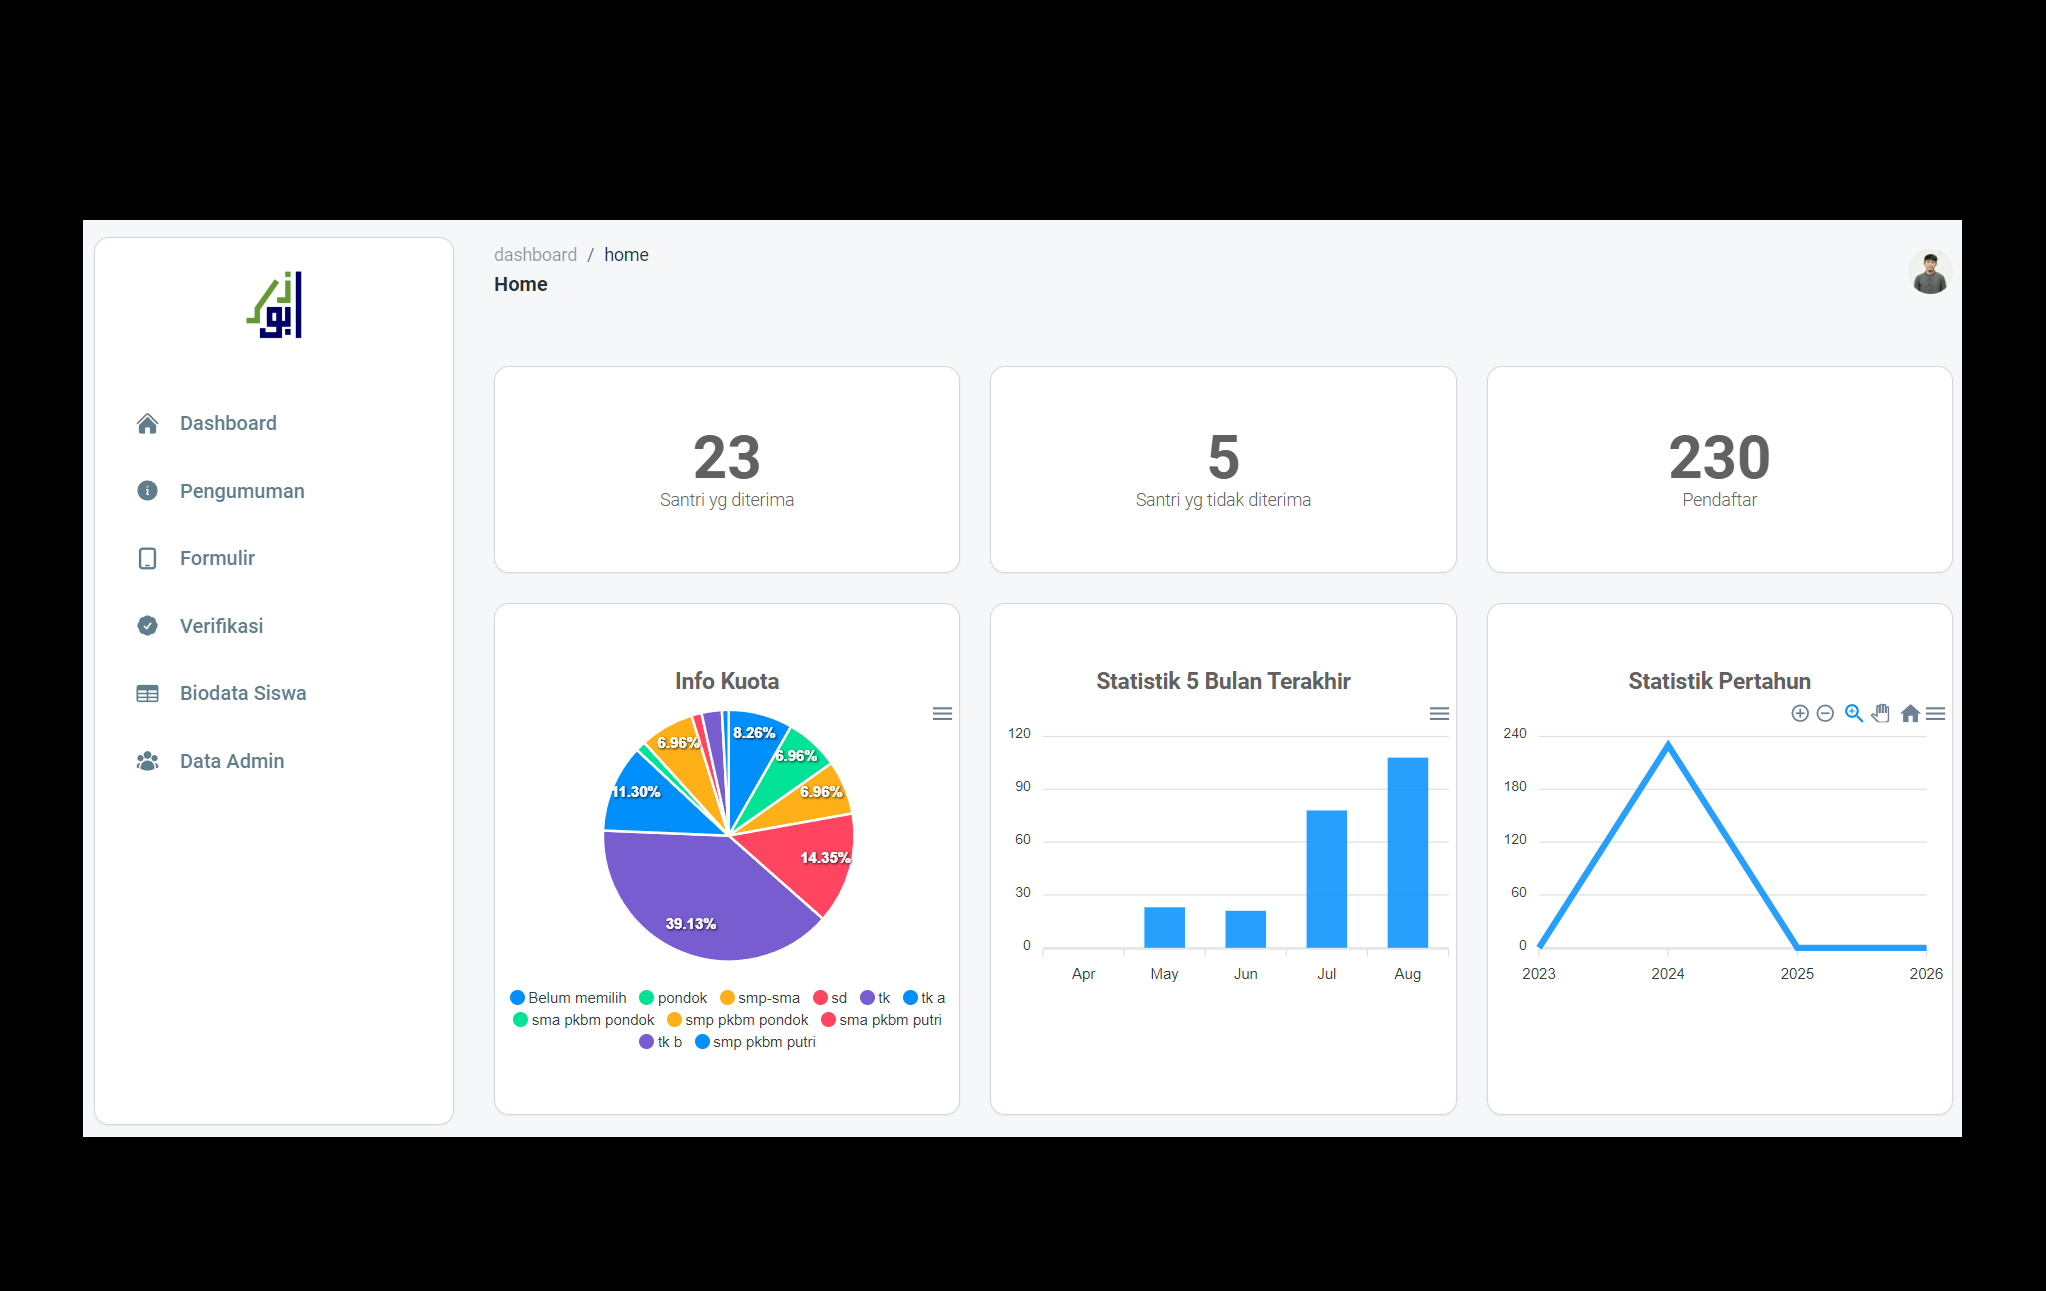 ابوذر
dashboard / home
Home
Dashboard
Pengumuman
Formulir
Verifikasi
Biodata Siswa
Data Admin
23
Santri yg diterima
5
Santri yg tidak diterima
230
Pendaftar
Info Kuota
8.26%
6.96%
6.96%
14.35%
39.13%
11.30%
6.96%
Belum memilih pondok smp-sma sd tk tk a
sma pkbm pondok smp pkbm pondok sma pkbm putri
tk b smp pkbm putri
Statistik 5 Bulan Terakhir
120
90
60
30
0
Apr May Jun Jul Aug
Statistik Pertahun
240
180
120
60
0
2023 2024 2025 2026